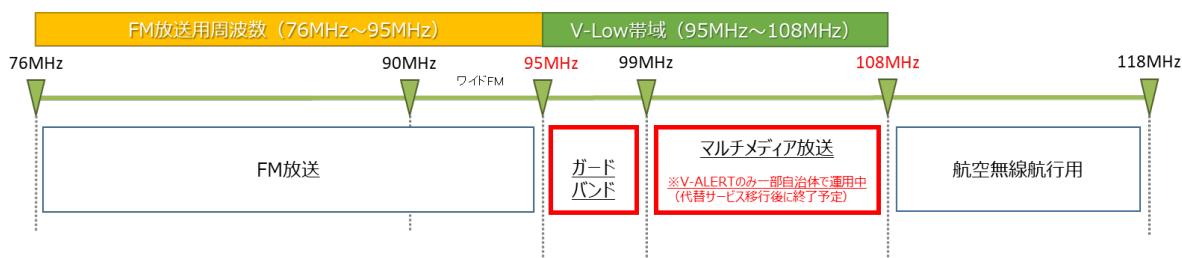 FM放送用周波数（76MHz～95MHz）
V-Low帯域（95MHz～108MHz）
76MHz
90MHz
95MHz
99MHz
108MHz
118MHz
ワイドFM
FM放送
ガード
バンド
マルチメディア放送
※V-ALERTのみ一部自治体で運用中
（代替サービス移行後に終了予定）
航空無線航行用